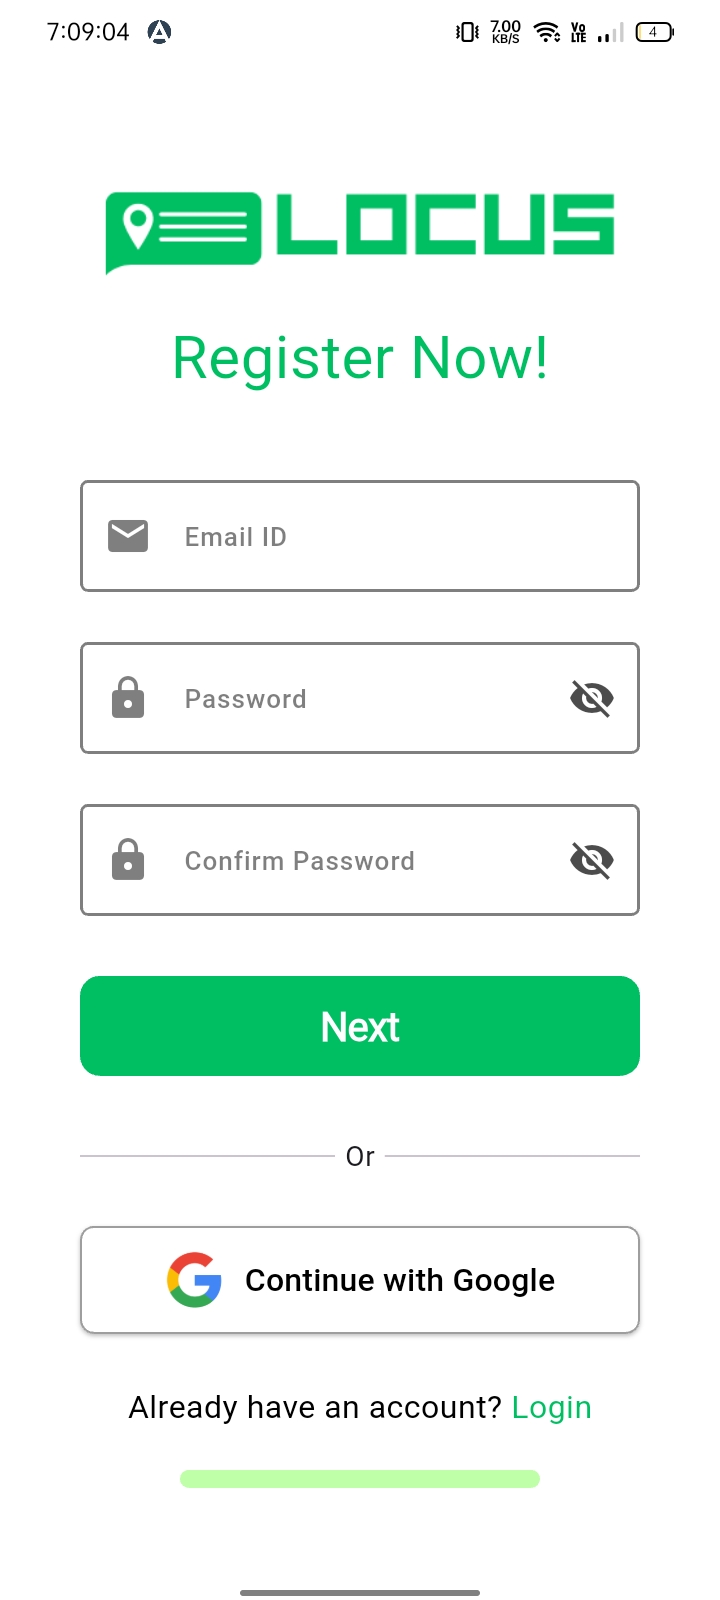 7:09:04 7.00 KB/S Vo LTE 4
LOCUS
Register Now!
Email ID
Password
Confirm Password
Next
Or
Continue with Google
Already have an account? Login